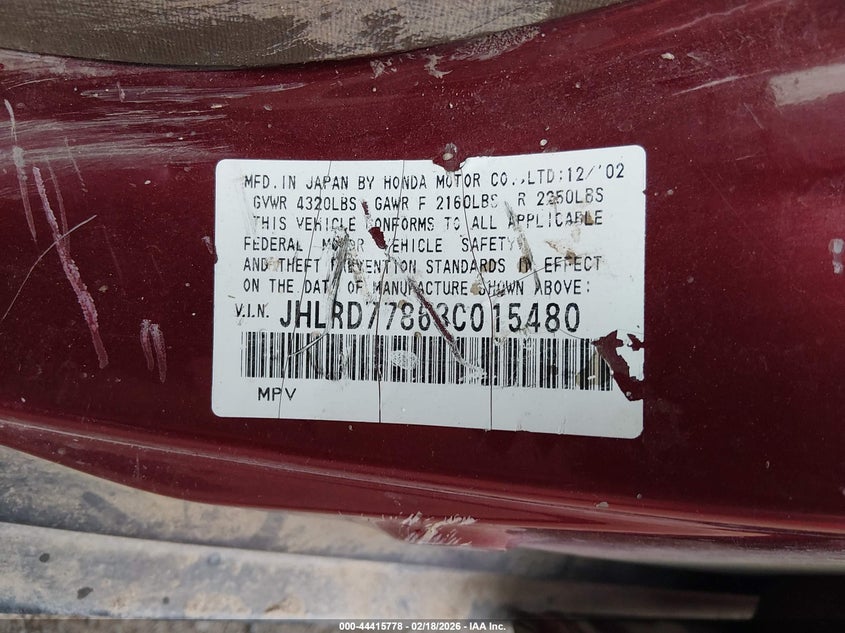 MFD. IN JAPAN BY HONDA MOTOR CO.,LTD:12/'02
GVWR 4320LBS GAWR F 2160LBS R 2250LBS
THIS VEHICLE CONFORMS TO ALL APPLICABLE
FEDERAL MOTOR VEHICLE SAFETY
AND THEFT PREVENTION STANDARDS IN EFFECT
ON THE DATE OF MANUFACTURE SHOWN ABOVE:
V.I.N. JHLRD77863C015480
MPV
000-44415778 - 02/18/2026 - IAA Inc.